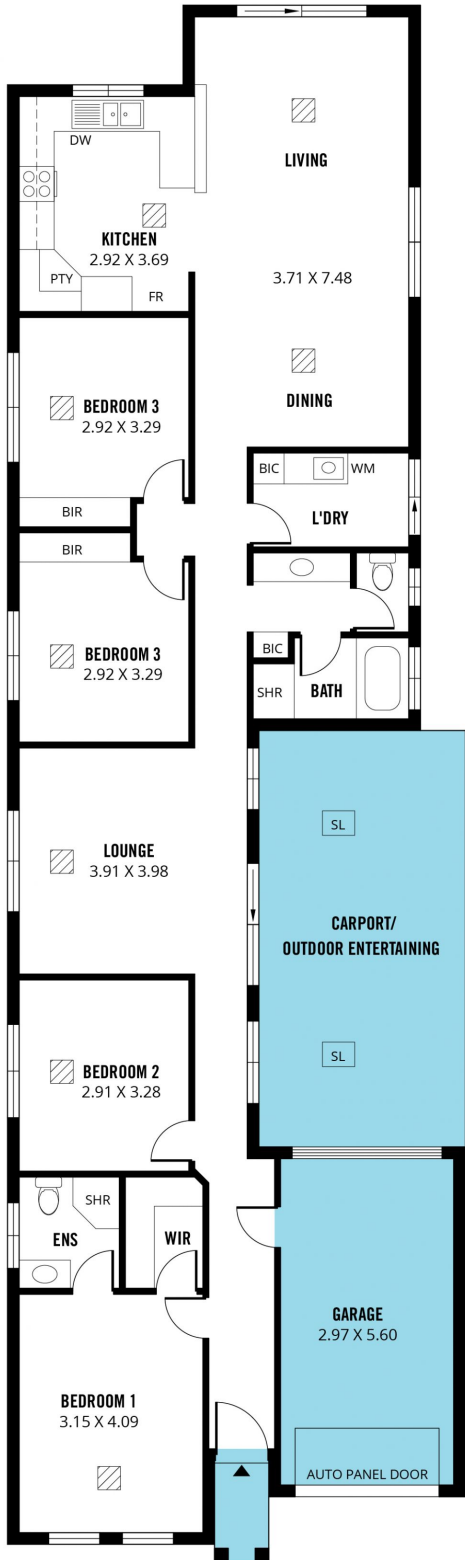 DW
KITCHEN
2.92 X 3.69
PTY
FR
LIVING
3.71 X 7.48
DINING
BEDROOM 3
2.92 X 3.29
BIR
BIC
WM
L'DRY
BIR
BEDROOM 3
2.92 X 3.29
BIC
SHR
BATH
LOUNGE
3.91 X 3.98
SL
CARPORT/
OUTDOOR ENTERTAINING
SL
BEDROOM 2
2.91 X 3.28
SHR
ENS
WIR
BEDROOM 1
3.15 X 4.09
GARAGE
2.97 X 5.60
AUTO PANEL DOOR